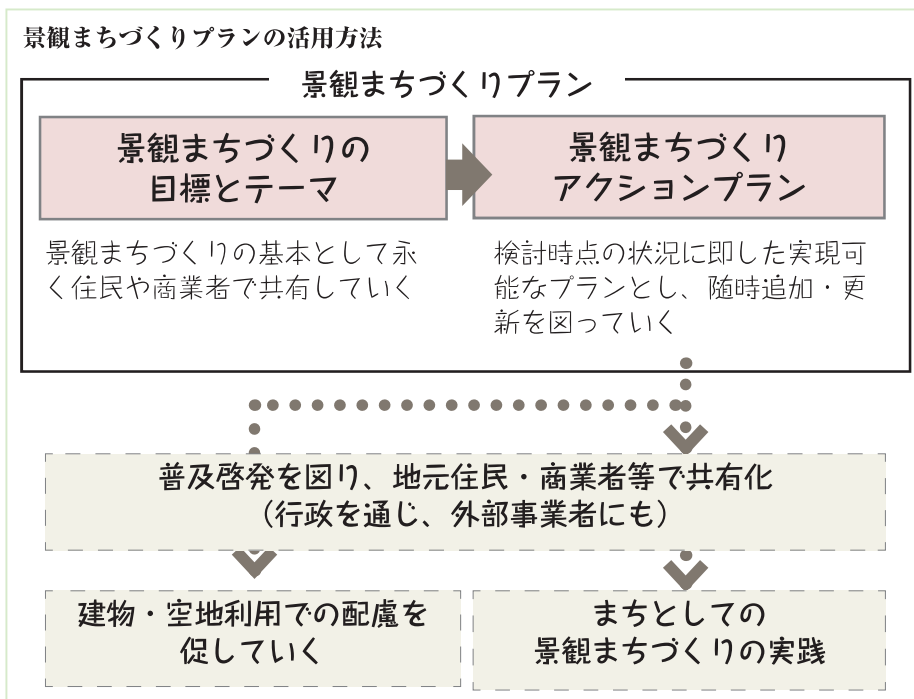 景観まちづくりプランの活用方法
景観まちづくりプラン
景観まちづくりの
目標とテーマ
景観まちづくり
アクションプラン
景観まちづくりの基本として永
く住民や商業者で共有していく
検討時点の状況に即した実現可
能なプランとし、随時追加・更
新を図っていく
普及啓発を図り、地元住民・商業者等で共有化
（行政を通じ、外部事業者にも）
建物・空地利用での配慮を
促していく
まちとしての
景観まちづくりの実践